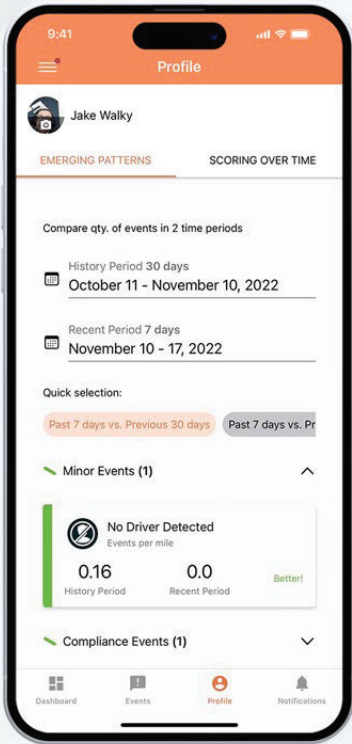 9:41
Profile
Jake Walky
EMERGING PATTERNS SCORING OVER TIME
Compare qty. of events in 2 time periods
History Period 30 days
October 11 - November 10, 2022
Recent Period 7 days
November 10 - 17, 2022
Quick selection:
Past 7 days vs. Previous 30 days Past 7 days vs. Pr
Minor Events (1)
No Driver Detected
Events per mile
0.16 0.0 Better!
History Period Recent Period
Compliance Events (1)
Dashboard Events Profile Notifications